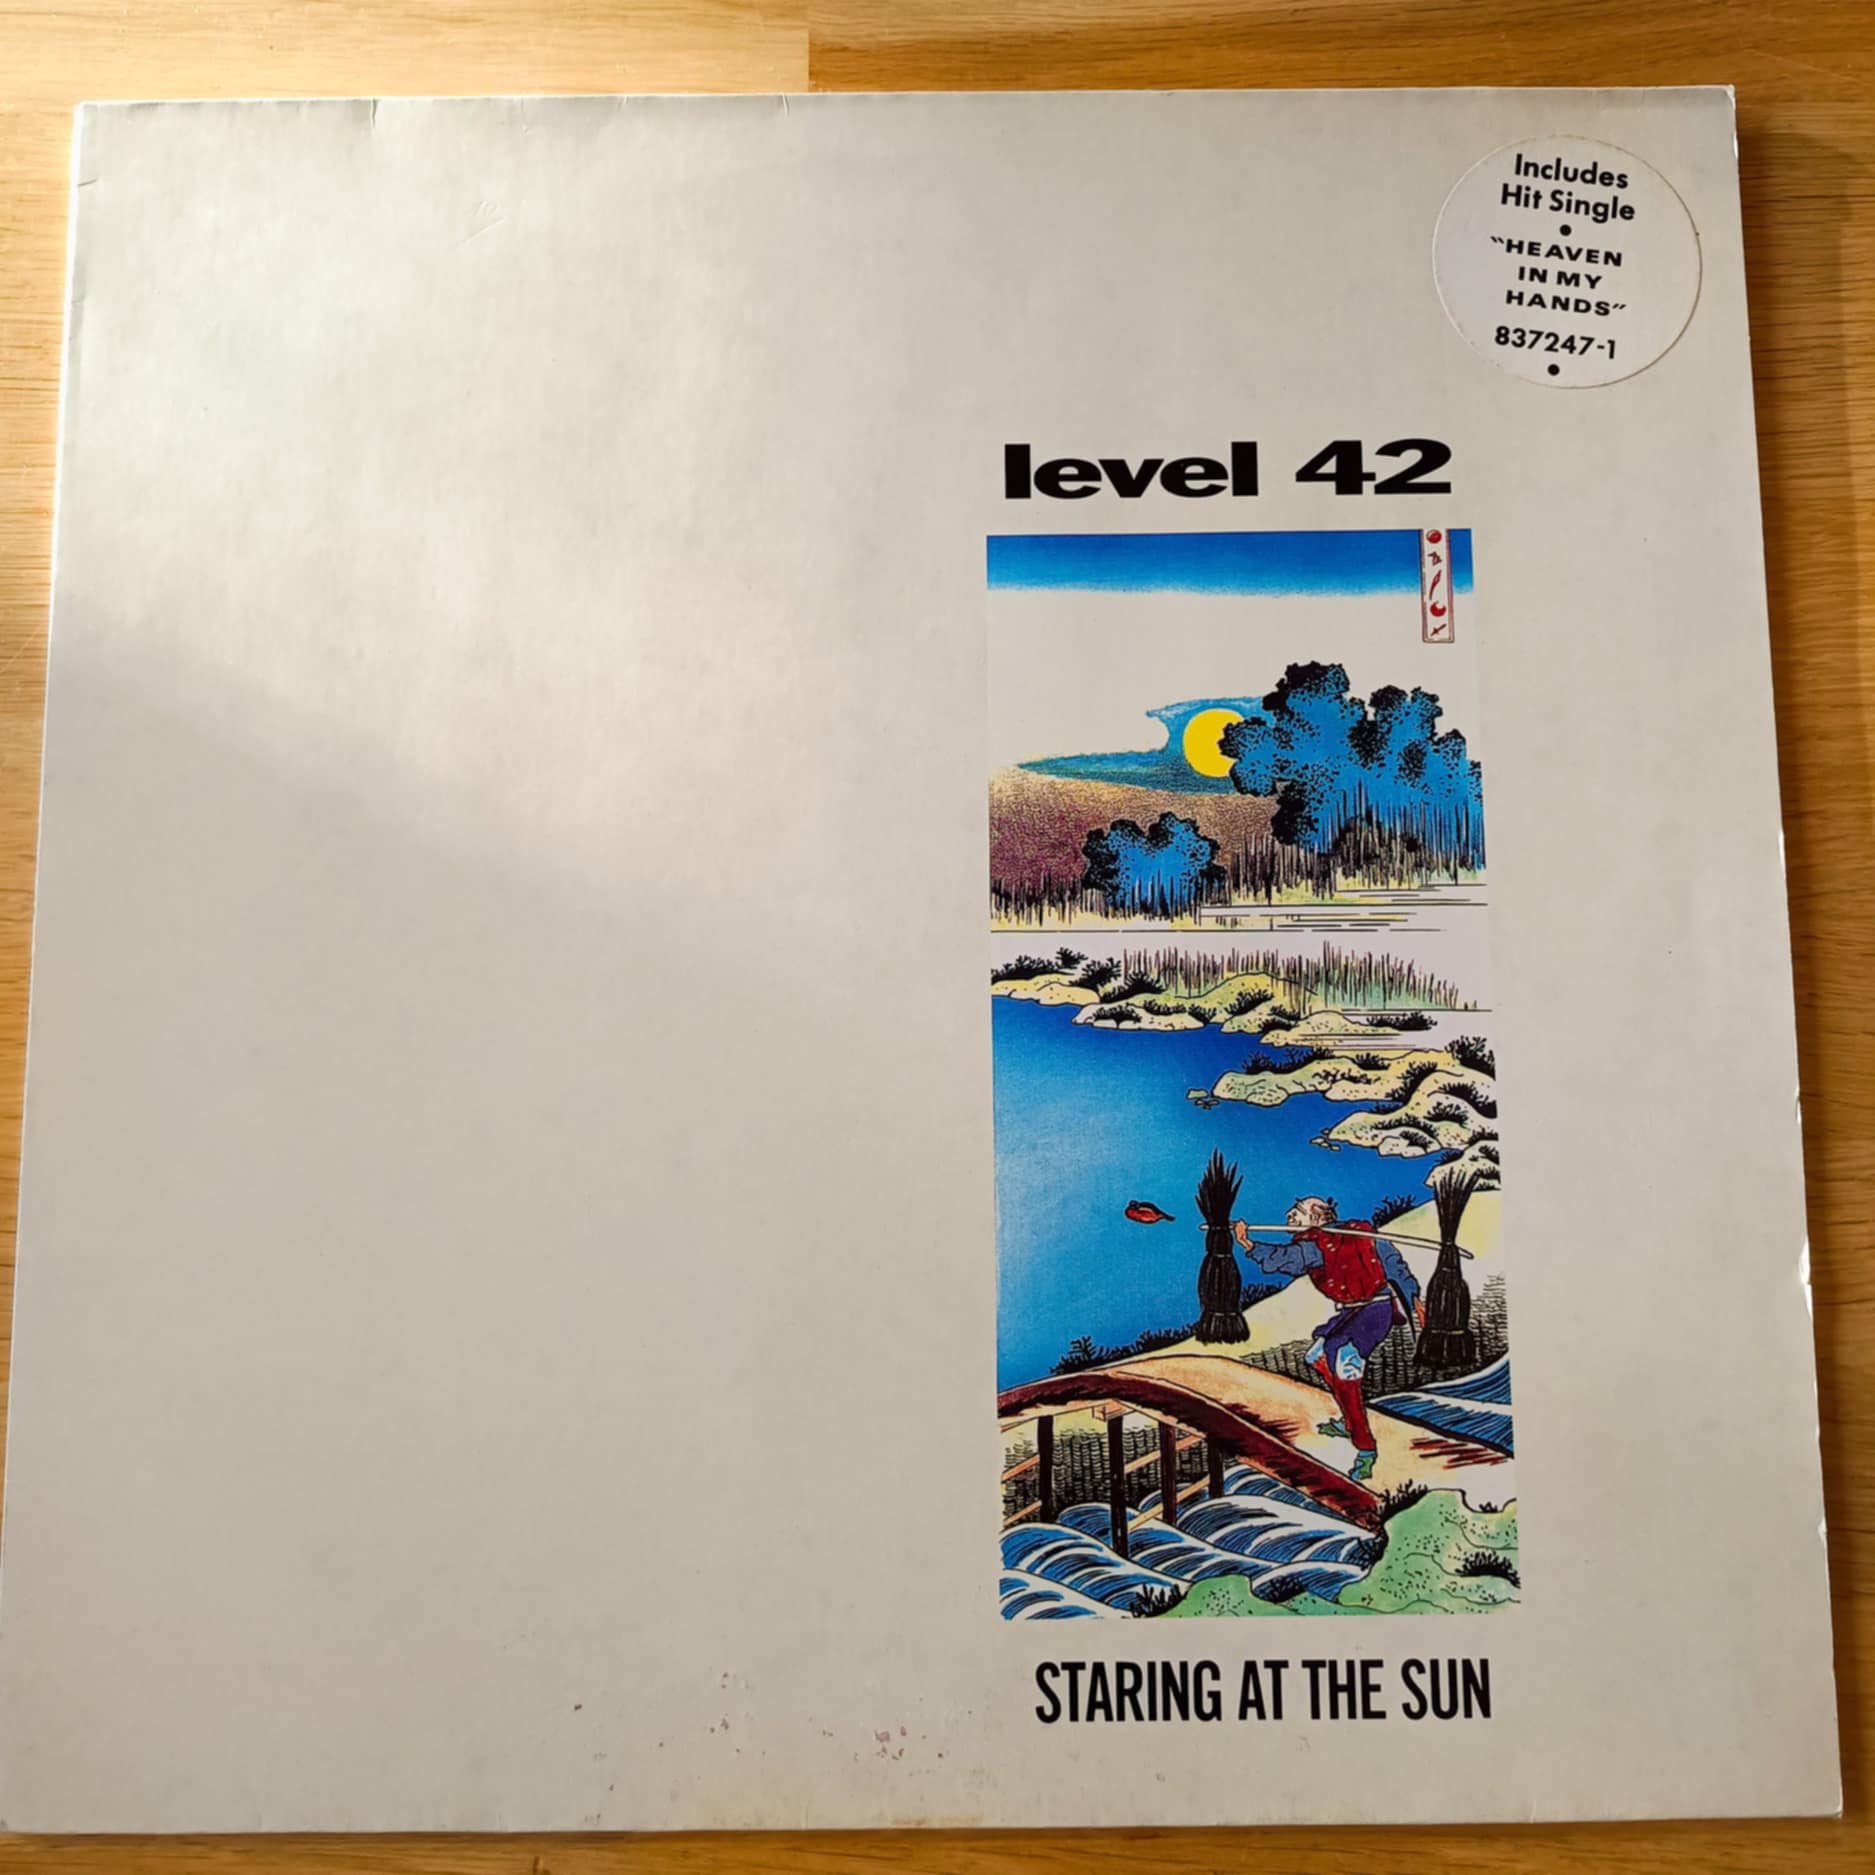 Includes
Hit Single
•
"HEAVEN
IN MY
HANDS"
837247-1
•
level 42
STARING AT THE SUN